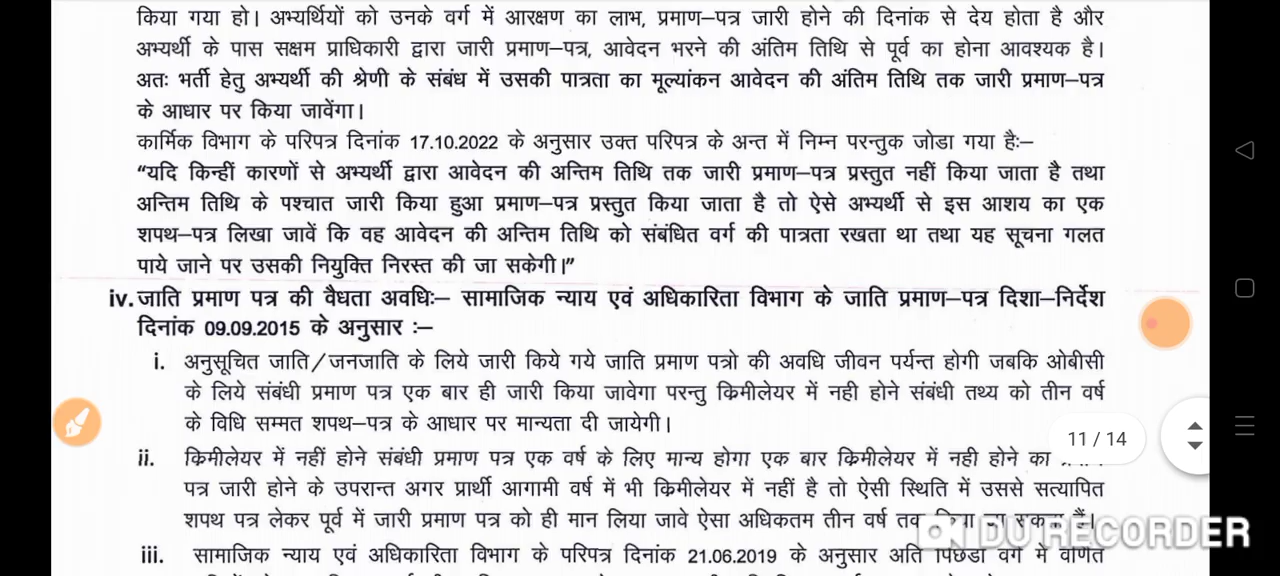 किया गया हो। अभ्यर्थियों को उनके वर्ग में आरक्षण का लाभ, प्रमाण–पत्र जारी होने की दिनांक से देय होता है और
अभ्यर्थी के पास सक्षम प्राधिकारी द्वारा जारी प्रमाण–पत्र, आवेदन भरने की अंतिम तिथि से पूर्व का होना आवश्यक है।
अतः भर्ती हेतु अभ्यर्थी की श्रेणी के संबंध में उसकी पात्रता का मूल्यांकन आवेदन की अंतिम तिथि तक जारी प्रमाण–पत्र
के आधार पर किया जावेंगा।
कार्मिक विभाग के परिपत्र दिनांक 17.10.2022 के अनुसार उक्त परिपत्र के अन्त में निम्न परन्तुक जोडा गया हैः–
“यदि किन्हीं कारणों से अभ्यर्थी द्वारा आवेदन की अन्तिम तिथि तक जारी प्रमाण–पत्र प्रस्तुत नहीं किया जाता है तथा
अन्तिम तिथि के पश्चात जारी किया हुआ प्रमाण–पत्र प्रस्तुत किया जाता है तो ऐसे अभ्यर्थी से इस आशय का एक
शपथ–पत्र लिखा जावें कि वह आवेदन की अन्तिम तिथि को संबंधित वर्ग की पात्रता रखता था तथा यह सूचना गलत
पाये जाने पर उसकी नियुक्ति निरस्त की जा सकेगी।”
iv. जाति प्रमाण पत्र की वैधता अवधिः– सामाजिक न्याय एवं अधिकारिता विभाग के जाति प्रमाण–पत्र दिशा–निर्देश
दिनांक 09.09.2015 के अनुसार :–
i. अनुसूचित जाति/जनजाति के लिये जारी किये गये जाति प्रमाण पत्रो की अवधि जीवन पर्यन्त होगी जबकि ओबीसी
के लिये संबंधी प्रमाण पत्र एक बार ही जारी किया जावेगा परन्तु क्रिमीलेयर में नही होने संबंधी तथ्य को तीन वर्ष
के विधि सम्मत शपथ–पत्र के आधार पर मान्यता दी जायेगी।
11 / 14
ii. क्रिमीलेयर में नहीं होने संबंधी प्रमाण पत्र एक वर्ष के लिए मान्य होगा एक बार क्रिमीलेयर में नही होने का
पत्र जारी होने के उपरान्त अगर प्रार्थी आगामी वर्ष में भी क्रिमीलेयर में नहीं है तो ऐसी स्थिति में उससे सत्यापित
शपथ पत्र लेकर पूर्व में जारी प्रमाण पत्र को ही मान लिया जावे ऐसा अधिकतम तीन वर्ष तक
DU RECORDER
iii. सामाजिक न्याय एवं अधिकारिता विभाग के परिपत्र दिनांक 21.06.2019 के अनुसार अति पिछडा वर्ग में वर्णित